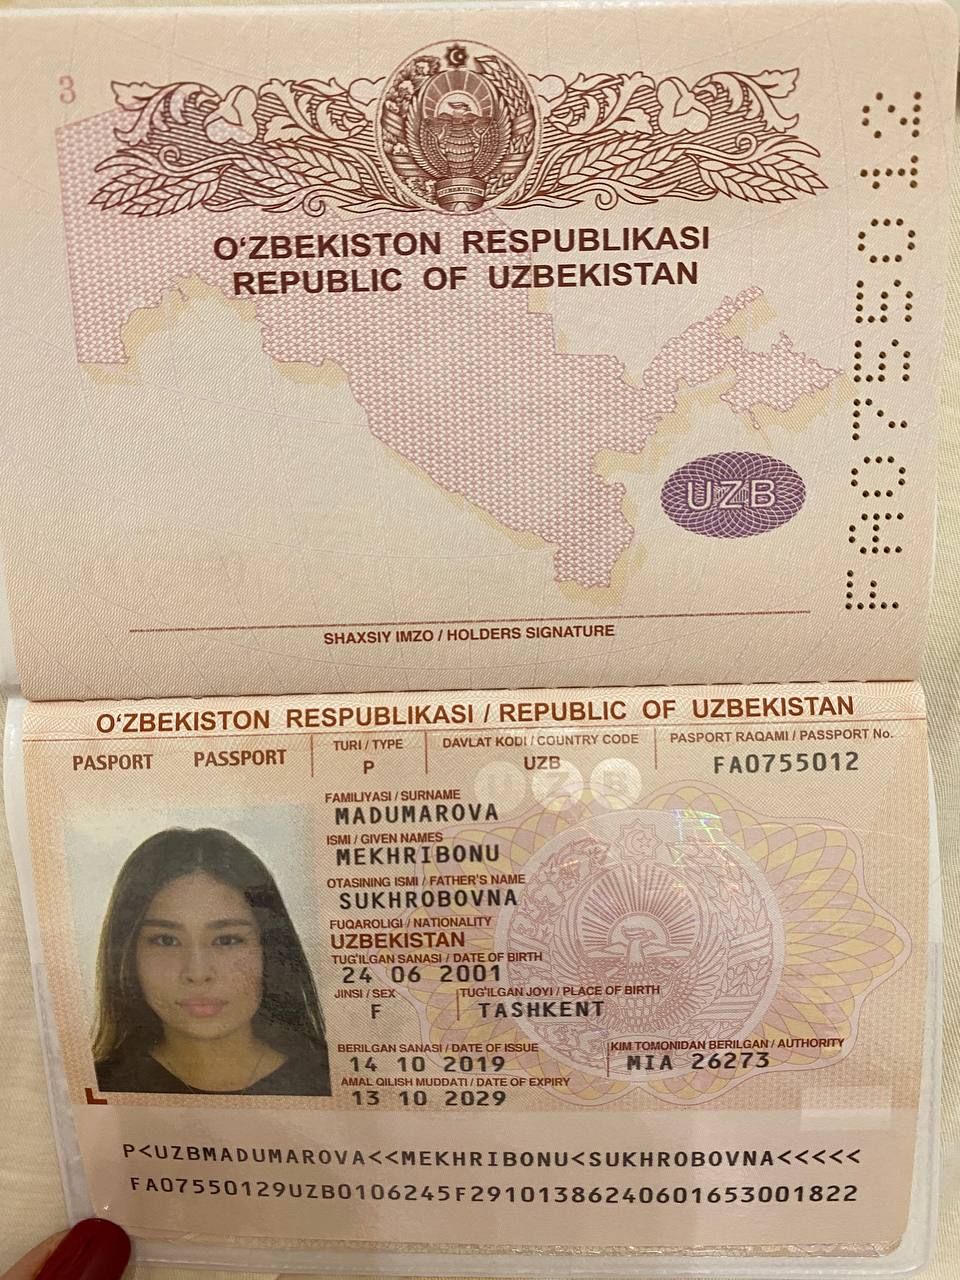 3
O‘ZBEKISTON RESPUBLIKASI
REPUBLIC OF UZBEKISTAN
FA0755012
UZB
SHAXSIY IMZO / HOLDERS SIGNATURE
O‘ZBEKISTON RESPUBLIKASI / REPUBLIC OF UZBEKISTAN
PASPORT PASSPORT
TURI / TYPE
P
DAVLAT KODI / COUNTRY CODE
UZB
PASPORT RAQAMI / PASSPORT No.
FA0755012
UZB
FAMILIYASI / SURNAME
MADUMAROVA
ISMI / GIVEN NAMES
MEKHRIBONU
OTASINING ISMI / FATHER'S NAME
SUKHROBOVNA
FUQAROLIGI / NATIONALITY
UZBEKISTAN
TUG‘ILGAN SANASI / DATE OF BIRTH
24 06 2001
JINSI / SEX
F
TUG‘ILGAN JOYI / PLACE OF BIRTH
TASHKENT
BERILGAN SANASI / DATE OF ISSUE
14 10 2019
KIM TOMONIDAN BERILGAN / AUTHORITY
MIA 26273
AMAL QILISH MUDDATI / DATE OF EXPIRY
13 10 2029
P<UZBMADUMAROVA<<MEKHRIBONU<SUKHROBOVNA<<<<<
FA07550129UZB0106245F29101386240601653001822